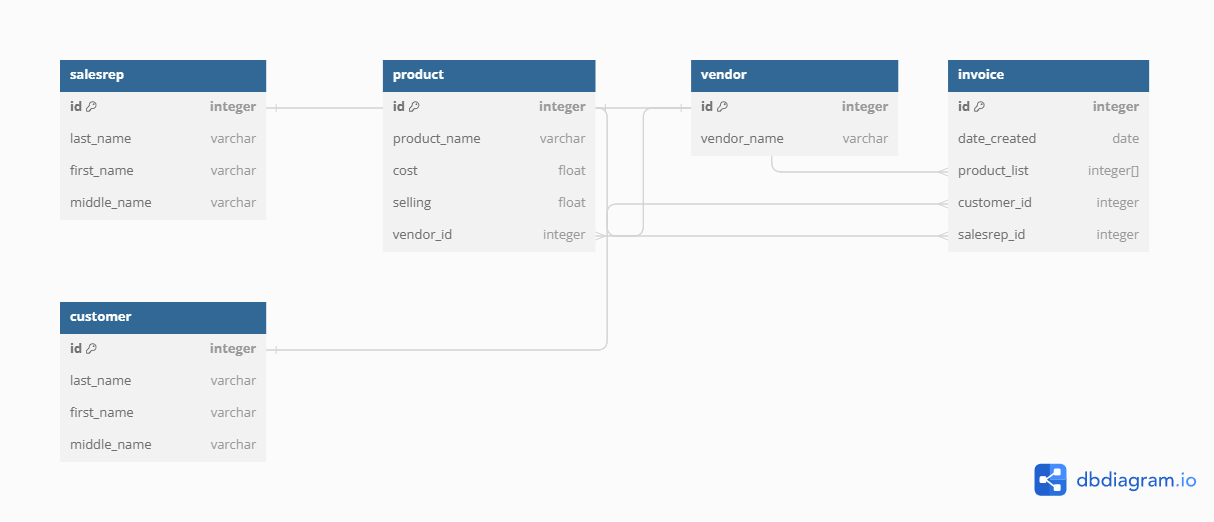 salesrep
id integer
last_name varchar
first_name varchar
middle_name varchar
product
id integer
product_name varchar
cost float
selling float
vendor_id integer
vendor
id integer
vendor_name varchar
invoice
id integer
date_created date
product_list integer[]
customer_id integer
salesrep_id integer
customer
id integer
last_name varchar
first_name varchar
middle_name varchar
dbdiagram.io